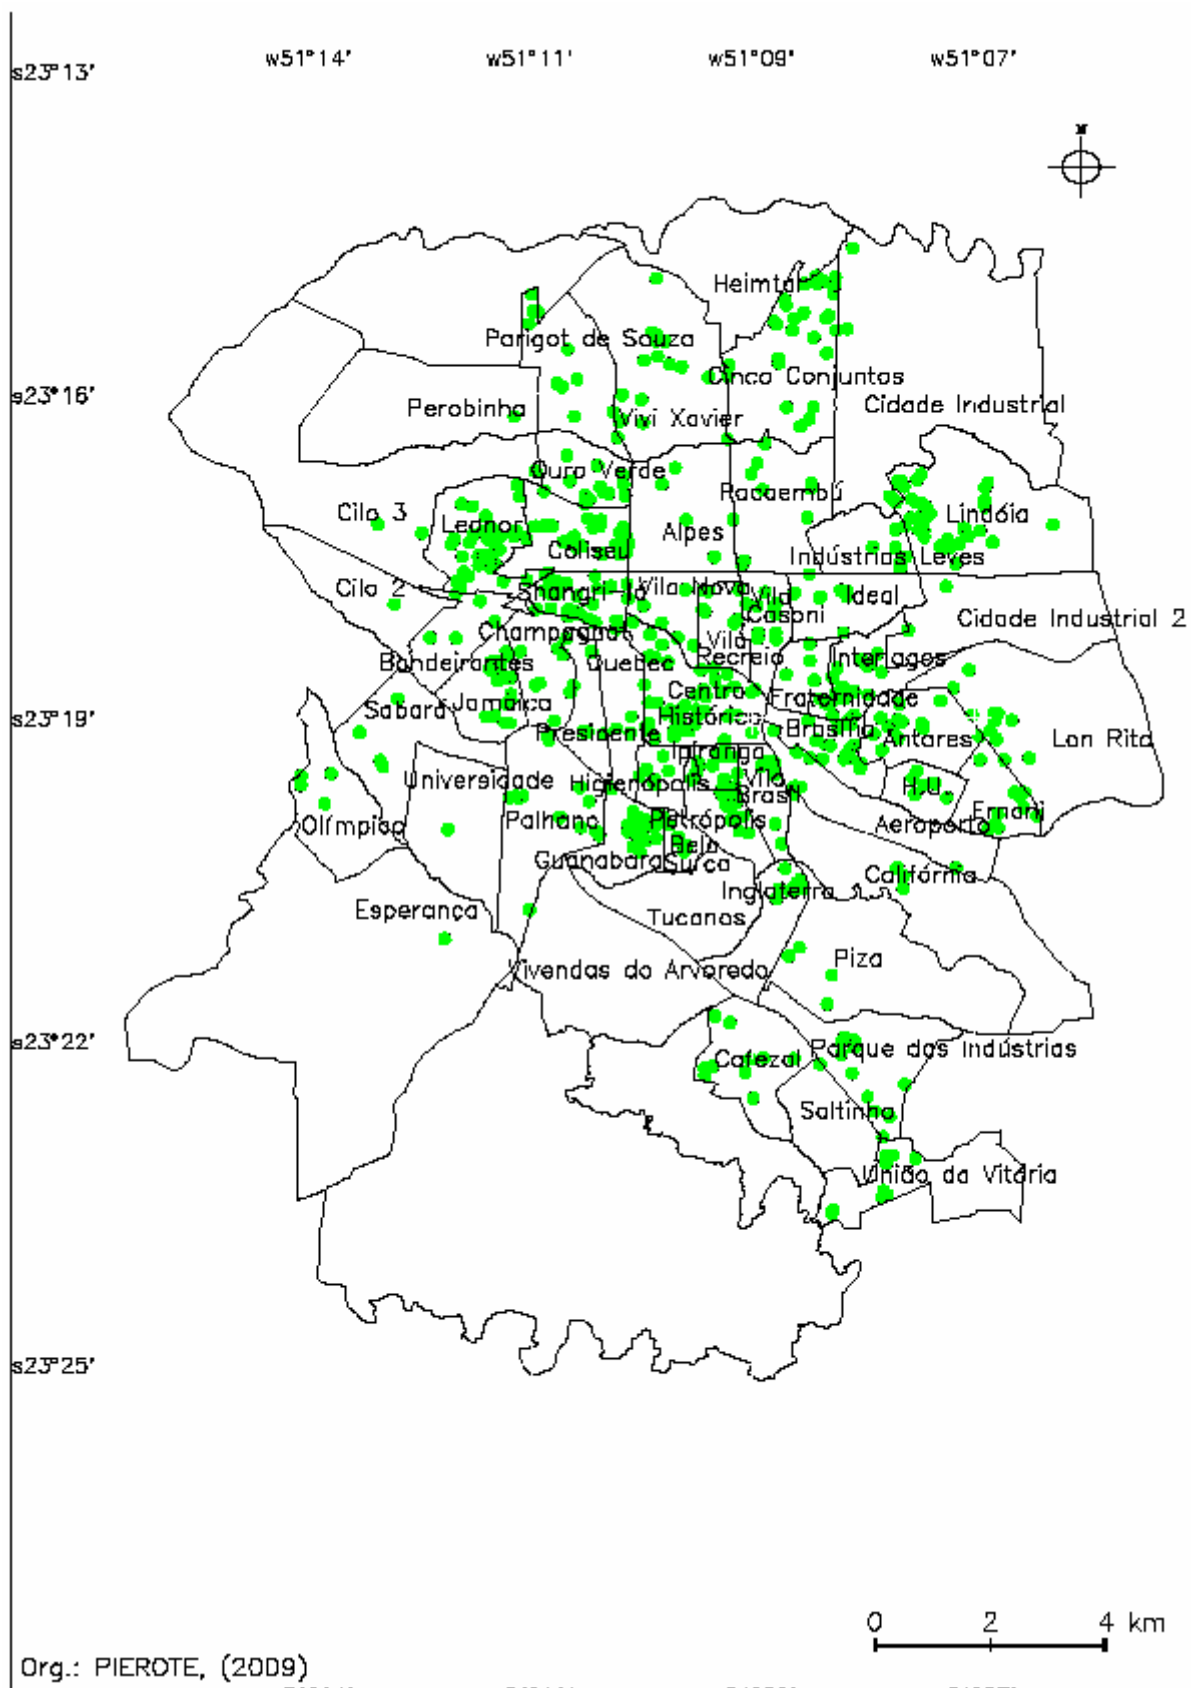 w51°14' w51°11' w51°09' w51°07'
s23°13'
N
Heimtal
Parigot de Souza
Cinco Conjuntos
s23°16'
Perobinha
Vivi Xavier
Cidade Industrial
Ouro Verde
Pacaembú
Cilo 3
Leonor
Alpes
Lindóia
Coliseu
Indústrias Leves
Cilo 2
Shangri-lá
Vila Nova
Vila
Casoni
Ideal
Cidade Industrial 2
Champagnat
Vila
Recreio
Bandeirantes
Quebec
Interlagos
Jamaica
Centro
Histórico
Fraternidade
Sabará
s23°19'
Presidente
Brasília
Antares
Lon Rita
Ipiranga
Universidade
Higienópolis
Vila
Brasil
H.U.
Olímpico
Palhano
Petrópolis
Aeroporto
Ernani
Guanabara
Bela
Suiça
Inglaterra
Califórnia
Esperança
Tucanos
Vivendas do Arvoredo
Piza
s23°22'
Cafezal
Parque das Indústrias
Saltinho
União da Vitória
s23°25'
0 2 4 km
Org.: PIEROTE, (2009)